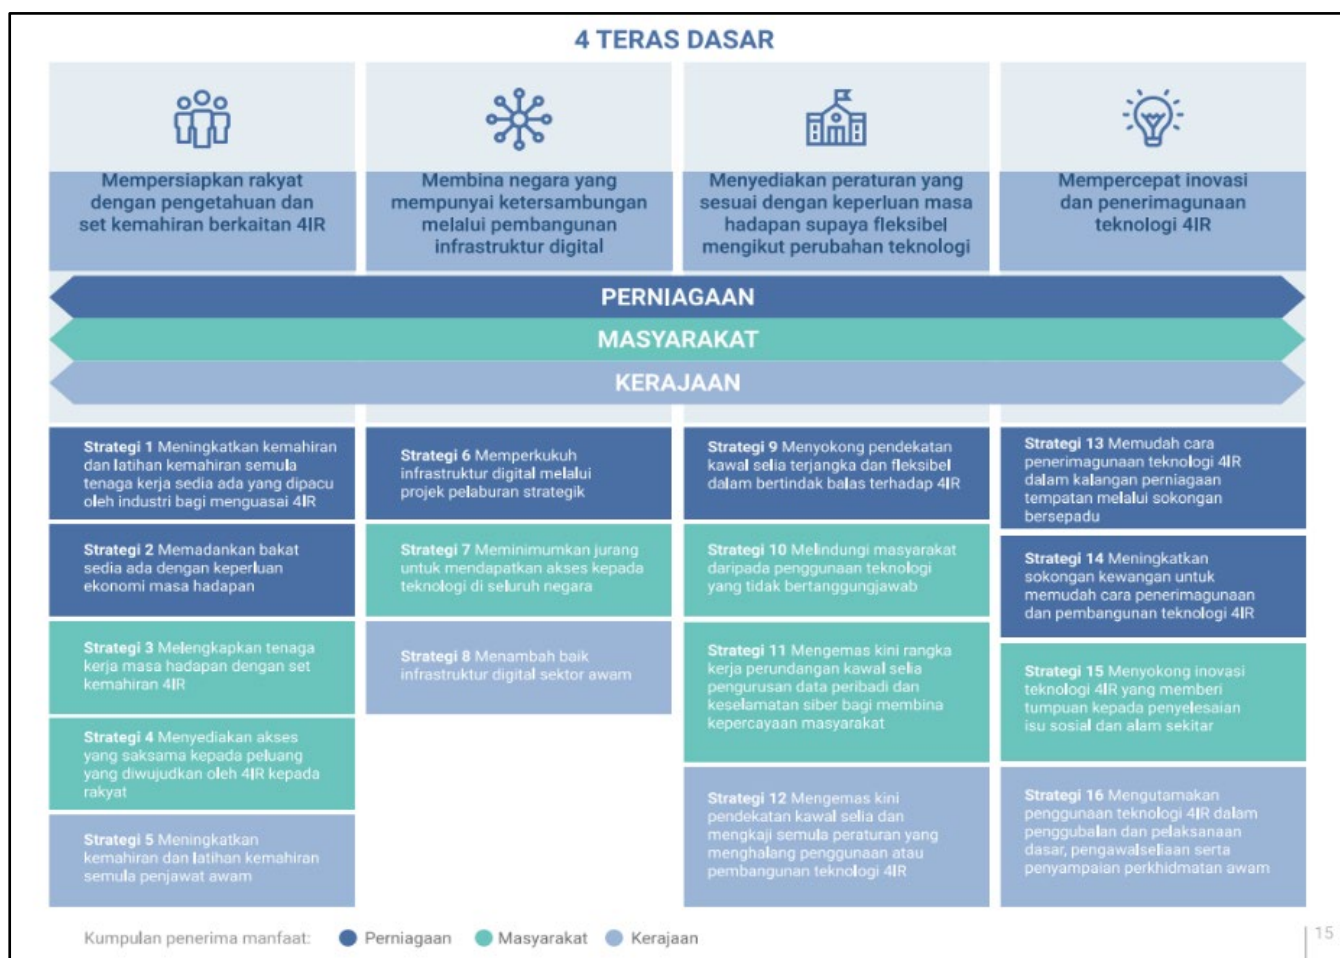 4 TERAS DASAR
Mempersiapkan rakyat
dengan pengetahuan dan
set kemahiran berkaitan 4IR
Membina negara yang
mempunyai ketersambungan
melalui pembangunan
infrastruktur digital
Menyediakan peraturan yang
sesuai dengan keperluan masa
hadapan supaya fleksibel
mengikut perubahan teknologi
Mempercepat inovasi
dan penerimagunaan
teknologi 4IR
PERNIAGAAN
MASYARAKAT
KERAJAAN
Strategi 1 Meningkatkan kemahiran
dan latihan kemahiran semula
tenaga kerja sedia ada yang dipacu
oleh industri bagi menguasai 4IR
Strategi 2 Memadankan bakat
sedia ada dengan keperluan
ekonomi masa hadapan
Strategi 3 Melengkapkan tenaga
kerja masa hadapan dengan set
kemahiran 4IR
Strategi 4 Menyediakan akses
yang saksama kepada peluang
yang diwujudkan oleh 4IR kepada
rakyat
Strategi 5 Meningkatkan
kemahiran dan latihan kemahiran
semula penjawat awam
Strategi 6 Memperkukuh
infrastruktur digital melalui
projek pelaburan strategik
Strategi 7 Meminimumkan jurang
untuk mendapatkan akses kepada
teknologi di seluruh negara
Strategi 8 Menambah baik
infrastruktur digital sektor awam
Strategi 9 Menyokong pendekatan
kawal selia terjangka dan fleksibel
dalam bertindak balas terhadap 4IR
Strategi 10 Melindungi masyarakat
daripada penggunaan teknologi
yang tidak bertanggungjawab
Strategi 11 Mengemas kini rangka
kerja perundangan kawal selia
pengurusan data peribadi dan
keselamatan siber bagi membina
kepercayaan masyarakat
Strategi 12 Mengemas kini
pendekatan kawal selia dan
mengkaji semula peraturan yang
menghalang penggunaan atau
pembangunan teknologi 4IR
Strategi 13 Memudah cara
penerimagunaan teknologi 4IR
dalam kalangan perniagaan
tempatan melalui sokongan
bersepadu
Strategi 14 Meningkatkan
sokongan kewangan untuk
memudah cara penerimagunaan
dan pembangunan teknologi 4IR
Strategi 15 Menyokong inovasi
teknologi 4IR yang memberi
tumpuan kepada penyelesaian
isu sosial dan alam sekitar
Strategi 16 Mengutamakan
penggunaan teknologi 4IR dalam
penggubalan dan pelaksanaan
dasar, pengawalseliaan serta
penyampaian perkhidmatan awam
Kumpulan penerima manfaat: Perniagaan Masyarakat Kerajaan
15